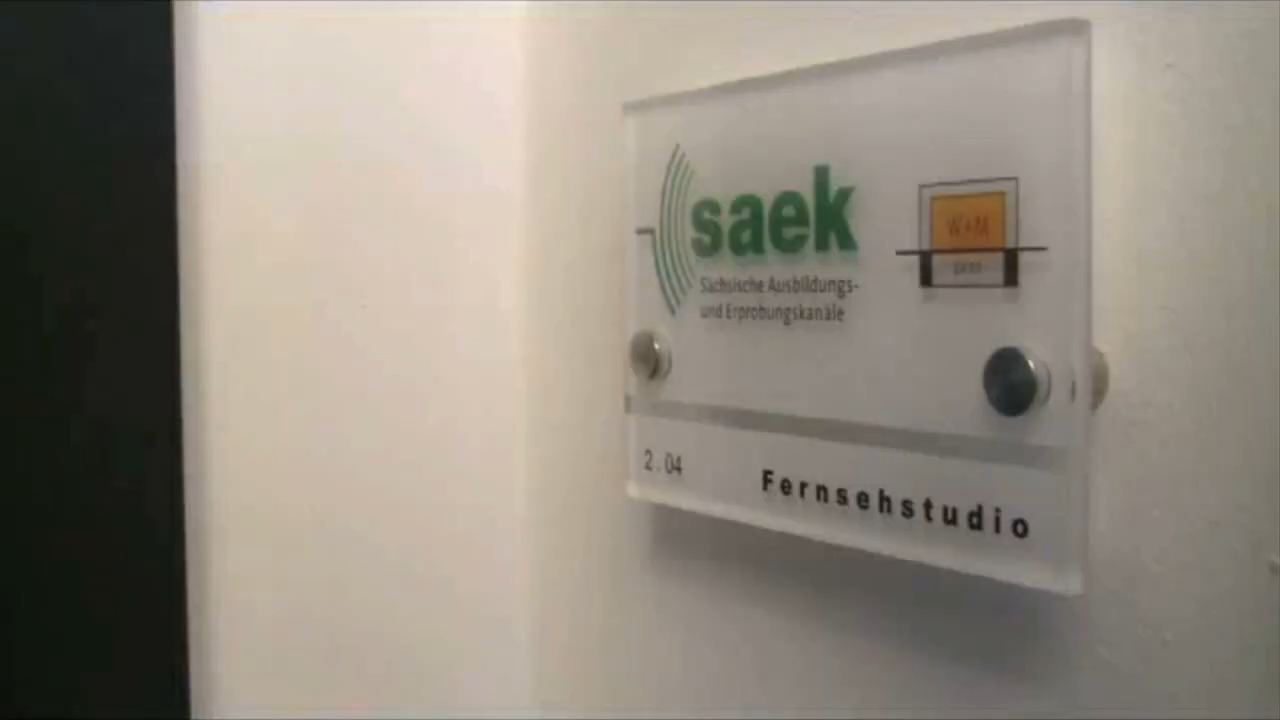 saek
Sächsische Ausbildungs-
und Erprobungskanäle
W+M
2.04
Fernsehstudio